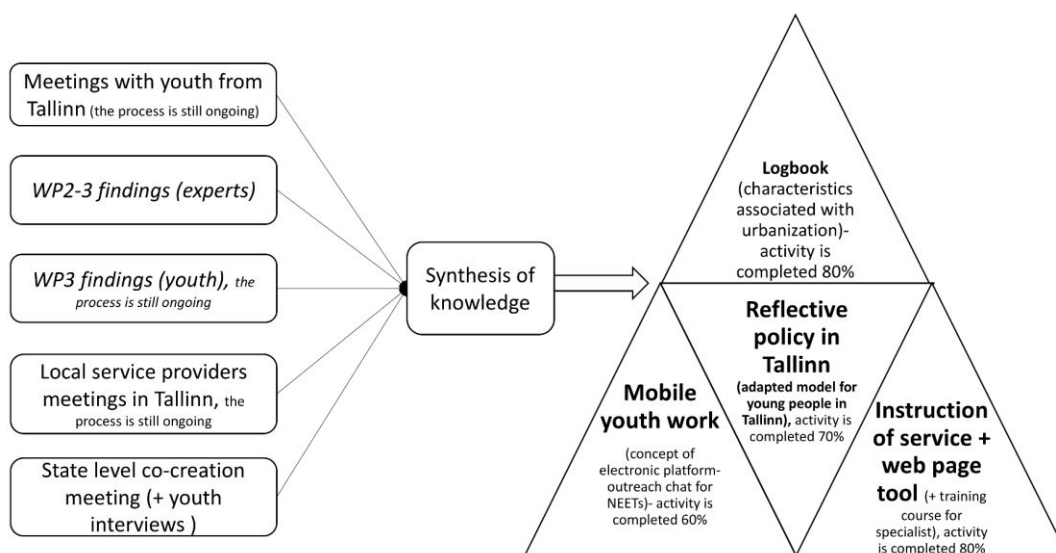 Meetings with youth from
Tallinn (the process is still ongoing)
WP2-3 findings (experts)
WP3 findings (youth), the
process is still ongoing
Local service providers
meetings in Tallinn, the
process is still ongoing
State level co-creation
meeting (+ youth
interviews )
Synthesis of
knowledge
Logbook
(characteristics
associated with
urbanization)-
activity is
completed 80%
Reflective
policy in
Tallinn
(adapted model for
young people in
Tallinn), activity is
completed 70%
Mobile
youth work
(concept of
electronic platform-
outreach chat for
NEETs)- activity is
completed 60%
Instruction
of service +
web page
tool (+ training
course for
specialist), activity
is completed 80%